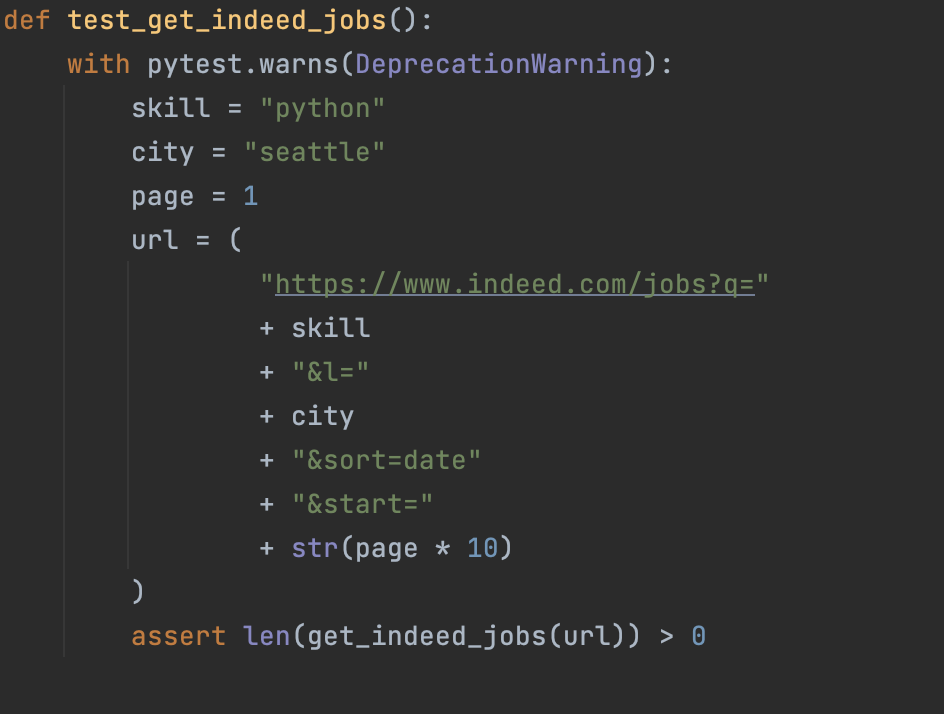 def test_get_indeed_jobs():
    with pytest.warns(DeprecationWarning):
        skill = "python"
        city = "seattle"
        page = 1
        url = (
                "https://www.indeed.com/jobs?q="
                + skill
                + "&l="
                + city
                + "&sort=date"
                + "&start="
                + str(page * 10)
        )
        assert len(get_indeed_jobs(url)) > 0